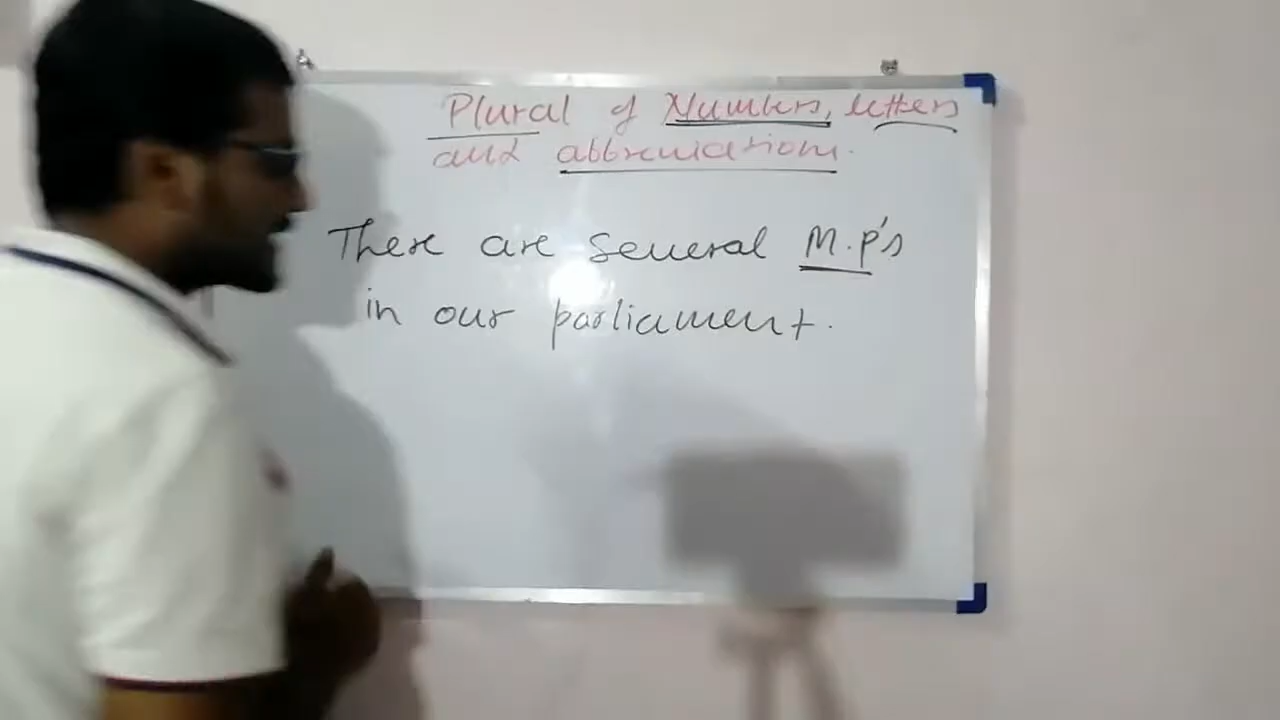 Plural of Numbers, letters
and abbreviations.
There are several M.P's
in our parliament.